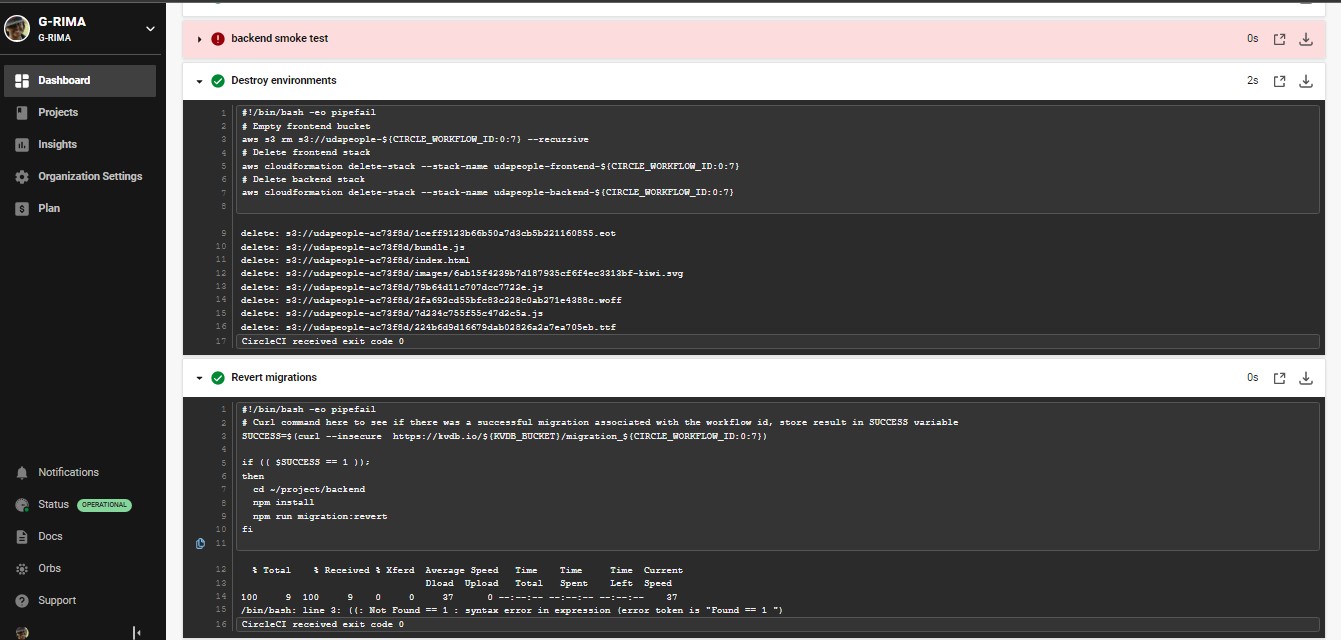 G-RIMA
G-RIMA
Dashboard
Projects
Insights
Organization Settings
Plan
Notifications
Status OPERATIONAL
Docs
Orbs
Support
backend smoke test 0s
Destroy environments 2s
1 #!/bin/bash -eo pipefail
2 # Empty frontend bucket
3 aws s3 rm s3://udapeople-${CIRCLE_WORKFLOW_ID:0:7} --recursive
4 # Delete frontend stack
5 aws cloudformation delete-stack --stack-name udapeople-frontend-${CIRCLE_WORKFLOW_ID:0:7}
6 # Delete backend stack
7 aws cloudformation delete-stack --stack-name udapeople-backend-${CIRCLE_WORKFLOW_ID:0:7}
8
9 delete: s3://udapeople-ac73f8d/1ceff9123b66b50a7d3cb5b221160855.eot
10 delete: s3://udapeople-ac73f8d/bundle.js
11 delete: s3://udapeople-ac73f8d/index.html
12 delete: s3://udapeople-ac73f8d/images/6ab15f4239b7d187935cf6f4ec3313bf-kiwi.svg
13 delete: s3://udapeople-ac73f8d/79b64d11c707dcc7722e.js
14 delete: s3://udapeople-ac73f8d/2fa692cd55bfc83c228c0ab271e4388c.woff
15 delete: s3://udapeople-ac73f8d/7d234c755f55c47d2c5a.js
16 delete: s3://udapeople-ac73f8d/224b6d9d16679dab02826a2a7ea705eb.ttf
17 CircleCI received exit code 0
Revert migrations 0s
1 #!/bin/bash -eo pipefail
2 # Curl command here to see if there was a successful migration associated with the workflow id, store result in SUCCESS variable
3 SUCCESS=$(curl --insecure  https://kvdb.io/${KVDB_BUCKET}/migration_${CIRCLE_WORKFLOW_ID:0:7})
4
5 if (( $SUCCESS == 1 ));
6 then
7   cd ~/project/backend
8   npm install
9   npm run migration:revert
10 fi
11
12 % Total % Received % Xferd Average Speed Time Time Time Current
13 Dload Upload Total Spent Left Speed
14 100 9 100 9 0 0 37 0 --:--:-- --:--:-- --:--:-- 37
15 /bin/bash: line 3: ((: Not Found == 1 : syntax error in expression (error token is "Found == 1 ")
16 CircleCI received exit code 0